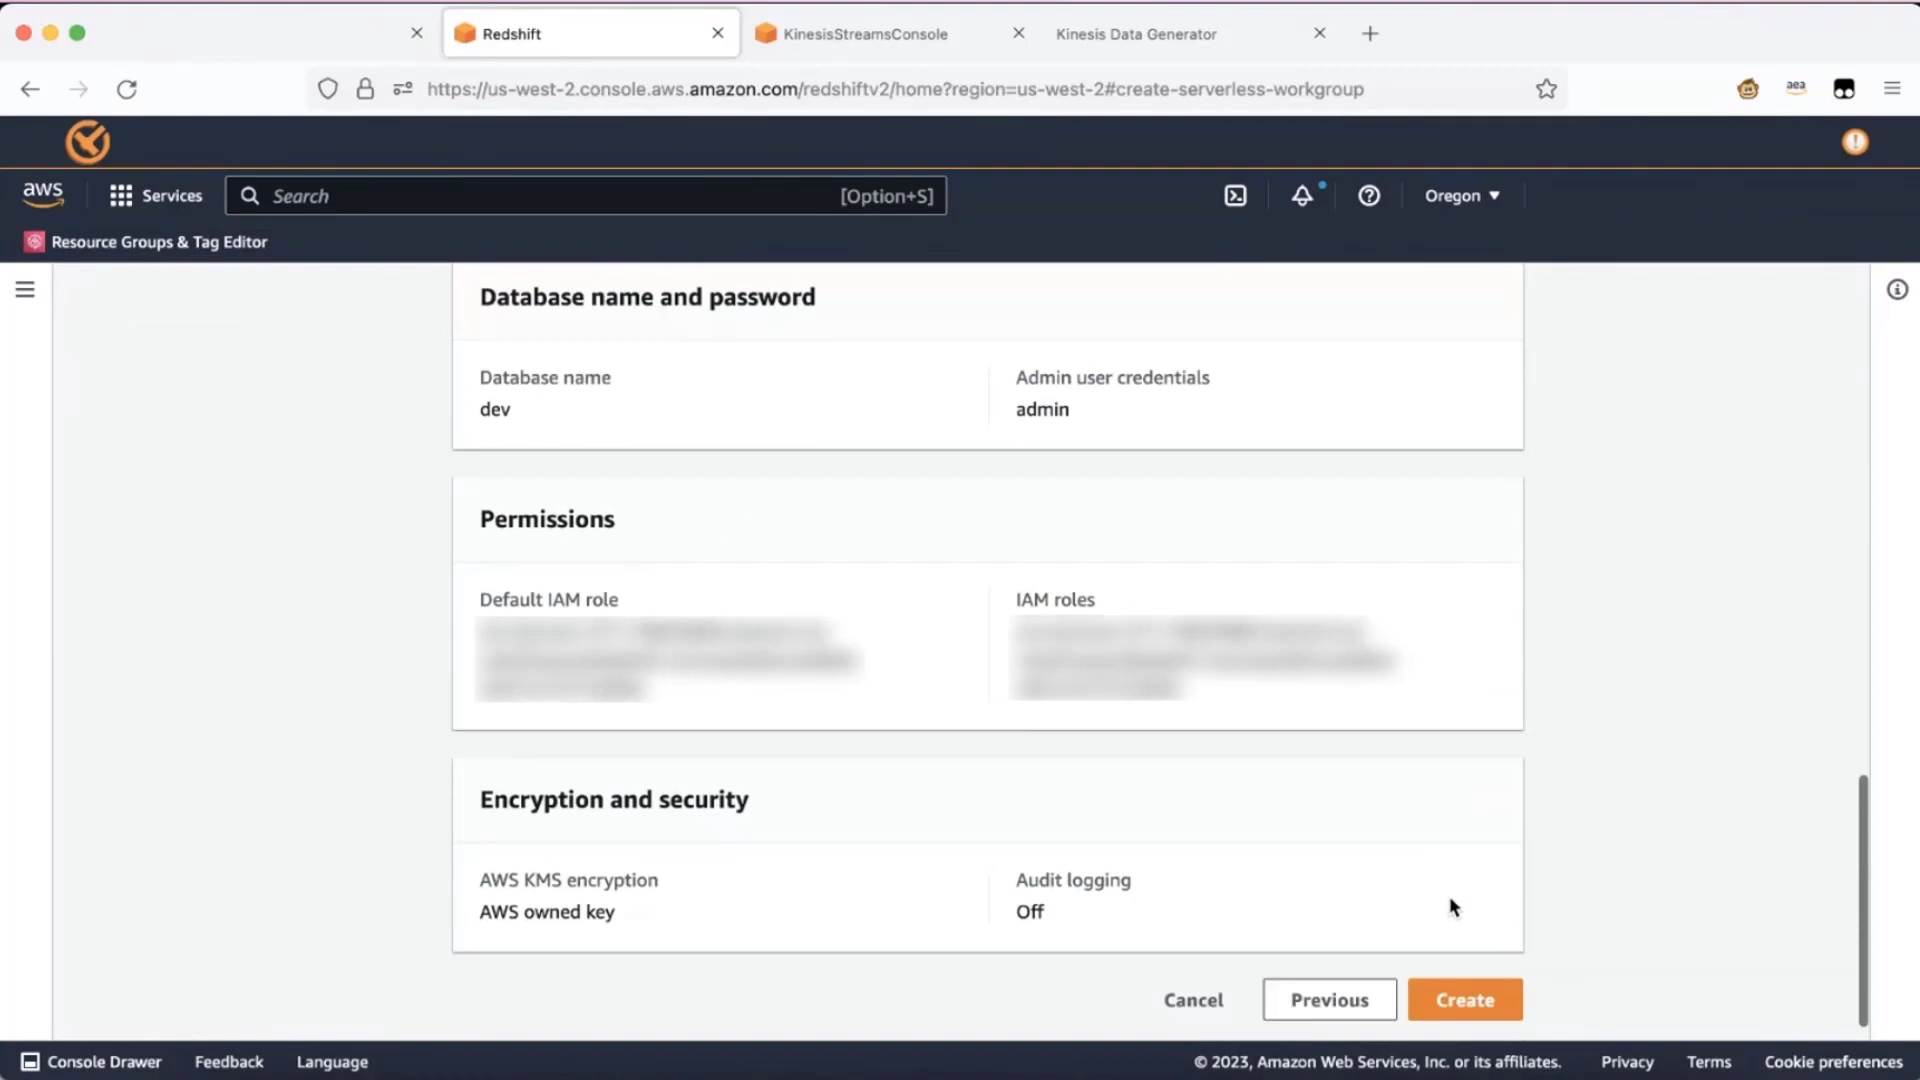 Redshift
KinesisStreamsConsole
Kinesis Data Generator
https://us-west-2.console.aws.amazon.com/redshiftv2/home?region=us-west-2#create-serverless-workgroup
aea
aws
Services
Search
[Option+S]
Oregon
Resource Groups & Tag Editor
Database name and password
Database name
Admin user credentials
dev
admin
Permissions
Default IAM role
IAM roles
Encryption and security
AWS KMS encryption
Audit logging
AWS owned key
Off
Cancel
Previous
Create
Console Drawer
Feedback
Language
© 2023, Amazon Web Services, Inc. or its affiliates.
Privacy
Terms
Cookie preferences